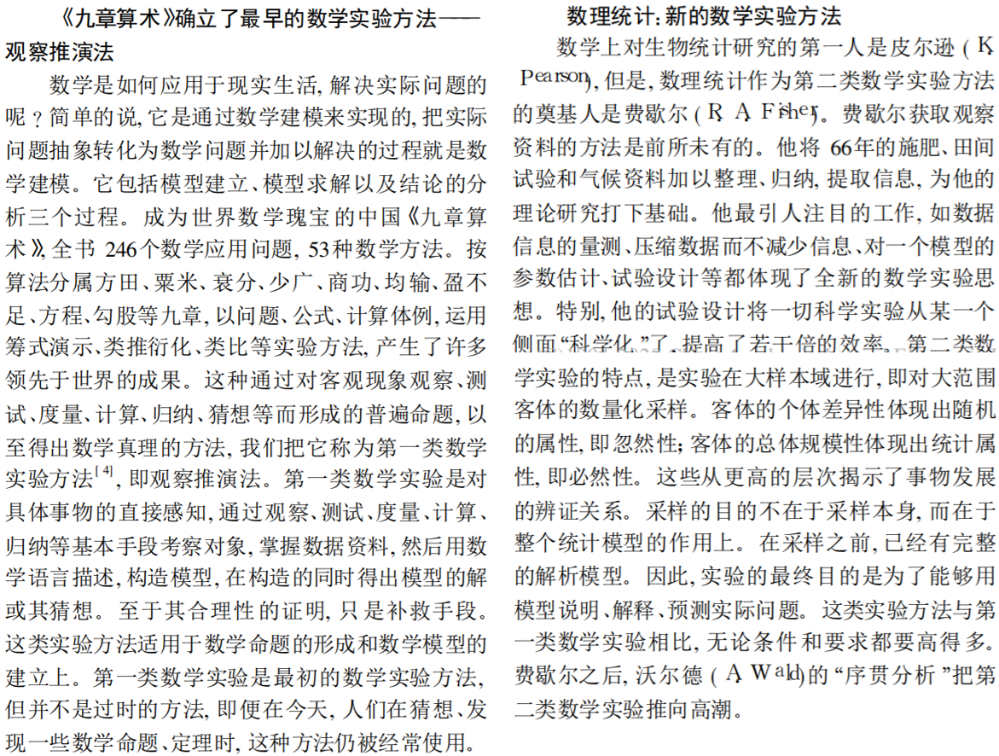 《九章算术》确立了最早的数学实验方法——
观察推演法
数学是如何应用于现实生活, 解决实际问题的
呢？简单的说, 它是通过数学建模来实现的, 把实际
问题抽象转化为数学问题并加以解决的过程就是数
学建模。它包括模型建立、模型求解以及结论的分
析三个过程。成为世界数学瑰宝的中国《九章算
术》, 全书 246个数学应用问题, 53种数学方法。按
算法分属方田、粟米、衰分、少广、商功、均输、盈不
足、方程、勾股等九章, 以问题、公式、计算体例, 运用
筹式演示、类推衍化、类比等实验方法, 产生了许多
领先于世界的成果。这种通过对客观现象观察、测
试、度量、计算、归纳、猜想等而形成的普遍命题, 以
至得出数学真理的方法, 我们把它称为第一类数学
实验方法[4], 即观察推演法。第一类数学实验是对
具体事物的直接感知, 通过观察、测试、度量、计算、
归纳等基本手段考察对象, 掌握数据资料, 然后用数
学语言描述, 构造模型, 在构造的同时得出模型的解
或其猜想。至于其合理性的证明, 只是补救手段。
这类实验方法适用于数学命题的形成和数学模型的
建立上。第一类数学实验是最初的数学实验方法,
但并不是过时的方法, 即便在今天, 人们在猜想、发
现一些数学命题、定理时, 这种方法仍被经常使用。
数理统计: 新的数学实验方法
数学上对生物统计研究的第一人是皮尔逊 ( K.
Pearson), 但是, 数理统计作为第二类数学实验方法
的奠基人是费歇尔 ( R. A. Fisher)。费歇尔获取观察
资料的方法是前所未有的。他将 66年的施肥、田间
试验和气候资料加以整理、归纳, 提取信息, 为他的
理论研究打下基础。他最引人注目的工作, 如数据
信息的量测、压缩数据而不减少信息、对一个模型的
参数估计、试验设计等都体现了全新的数学实验思
想。特别, 他的试验设计将一切科学实验从某一个
侧面 “科学化 ”了, 提高了若干倍的效率。第二类数
学实验的特点, 是实验在大样本域进行, 即对大范围
客体的数量化采样。客体的个体差异性体现出随机
的属性, 即忽然性; 客体的总体规模性体现出统计属
性, 即必然性。这些从更高的层次揭示了事物发展
的辨证关系。采样的目的不在于采样本身, 而在于
整个统计模型的作用上。在采样之前, 已经有完整
的解析模型。因此, 实验的最终目的是为了能够用
模型说明、解释、预测实际问题。这类实验方法与第
一类数学实验相比, 无论条件和要求都要高得多。
费歇尔之后, 沃尔德 ( A. Wald)的 “序贯分析 ”把第
二类数学实验推向高潮。